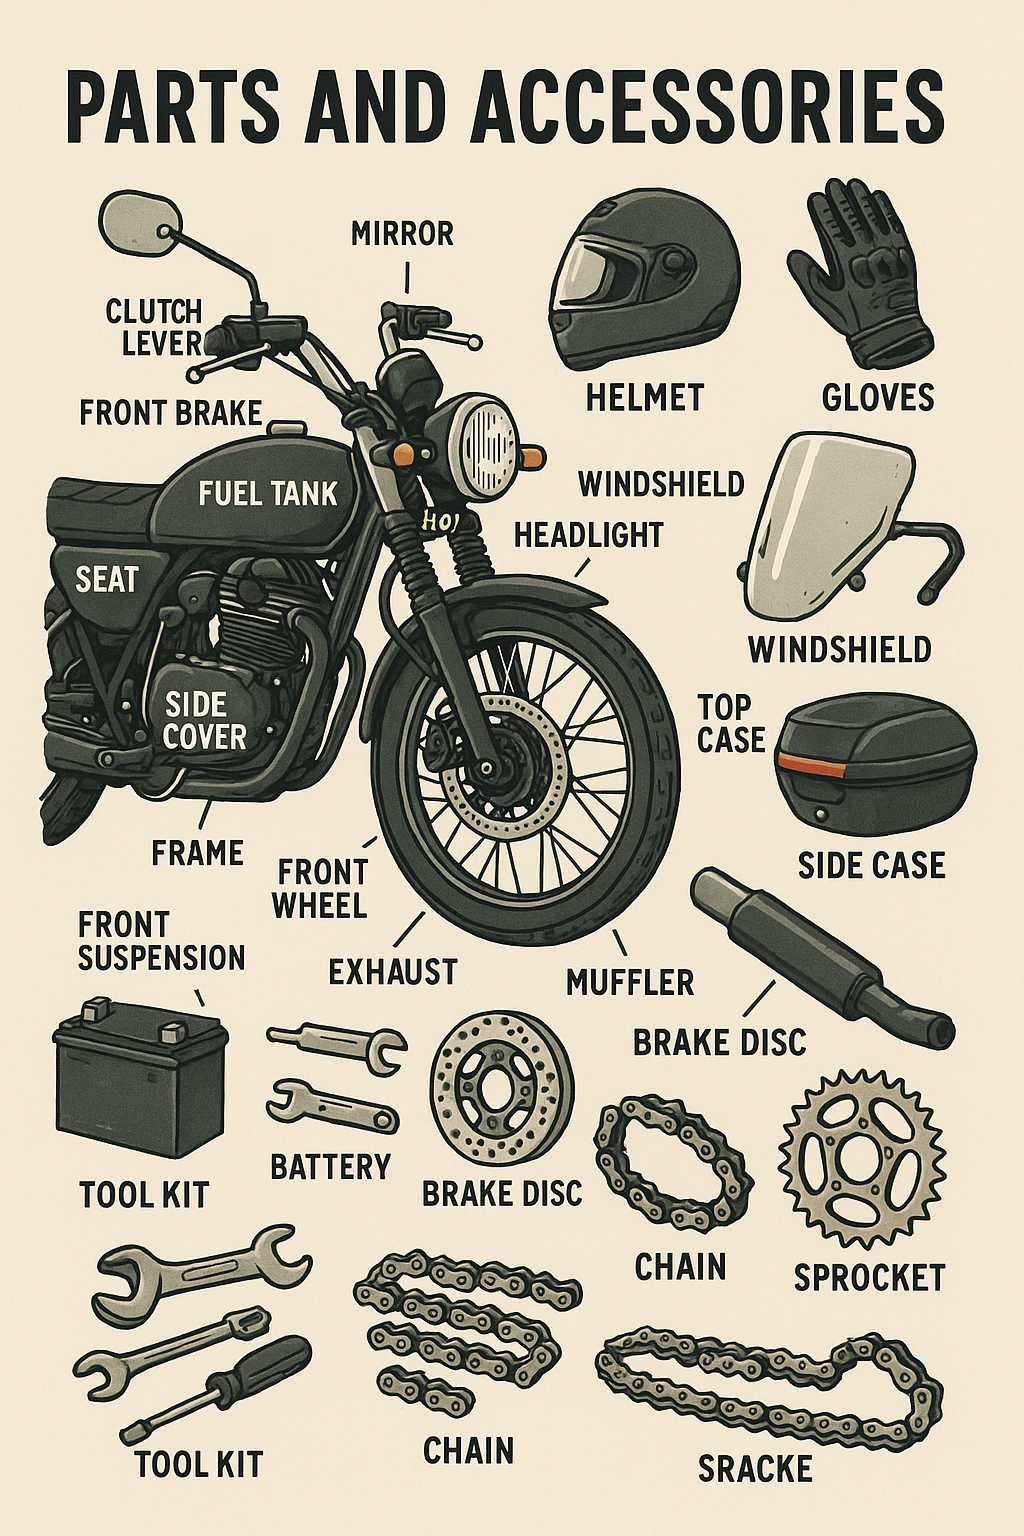 PARTS AND ACCESSORIES
MIRROR
CLUTCH
LEVER
FRONT BRAKE
HELMET
GLOVES
FUEL TANK
HO
WINDSHIELD
HEADLIGHT
SEAT
WINDSHIELD
SIDE
COVER
TOP
CASE
FRAME
FRONT
WHEEL
SIDE CASE
FRONT
SUSPENSION
EXHAUST
MUFFLER
BRAKE DISC
BATTERY
TOOL KIT
BRAKE DISC
CHAIN
SPROCKET
TOOL KIT
CHAIN
SRACKE